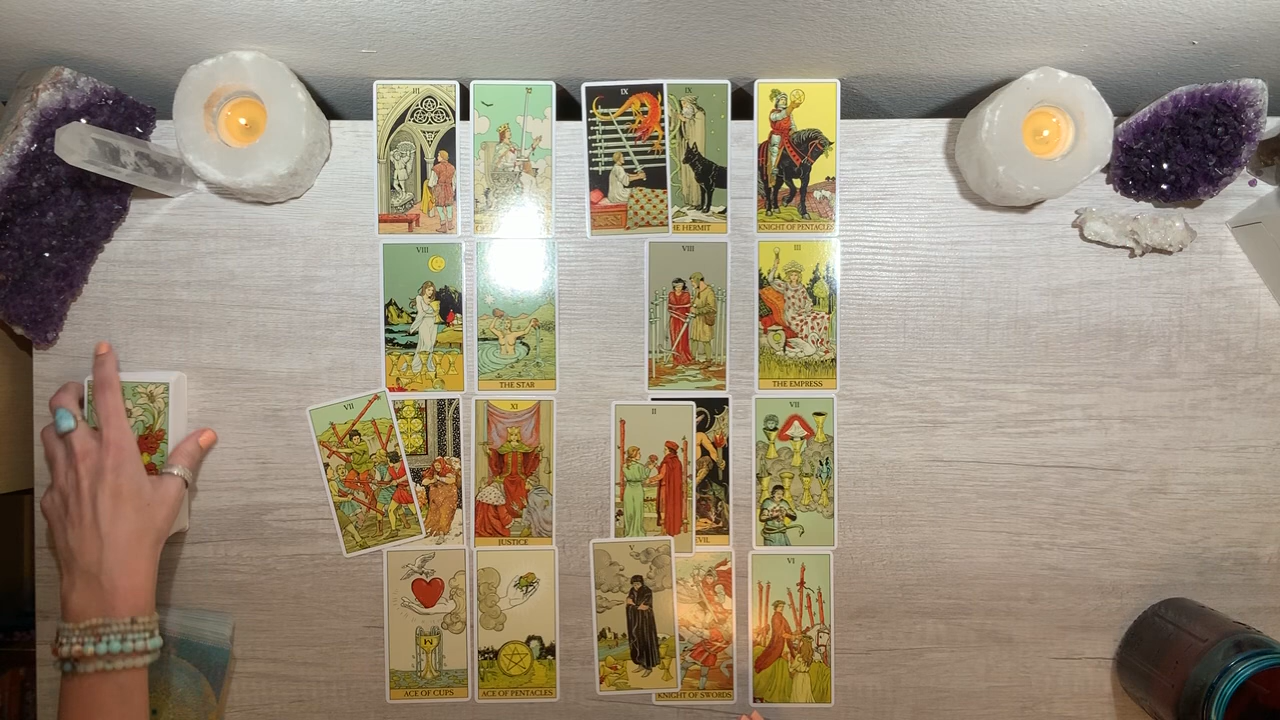 III
IX
IX
THE HERMIT
KNIGHT OF PENTACLES
VIII
THE STAR
VIII
III
THE EMPRESS
VII
XI
JUSTICE
II
VII
ACE OF CUPS
ACE OF PENTACLES
V
KNIGHT OF SWORDS
VI